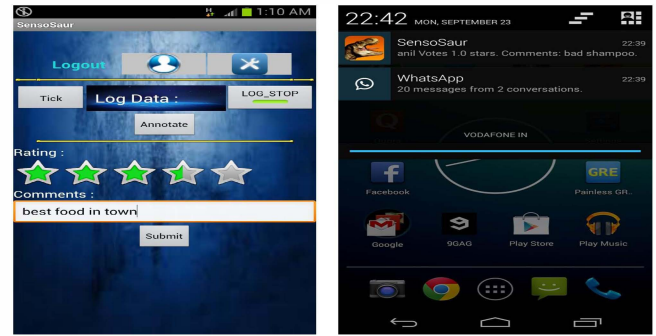 1:10 AM
SensoSaur
Logout
Tick
Log Data :
LOG_STOP
Annotate
Rating :
Comments :
best food in town
Submit
22:42 MON, SEPTEMBER 23
SensoSaur 22:39
anil Votes 1.0 stars. Comments: bad shampoo.
WhatsApp 22:39
20 messages from 2 conversations.
VODAFONE IN
Facebook
GRE
Painless GR..
Google
9GAG
Play Store
Play Music